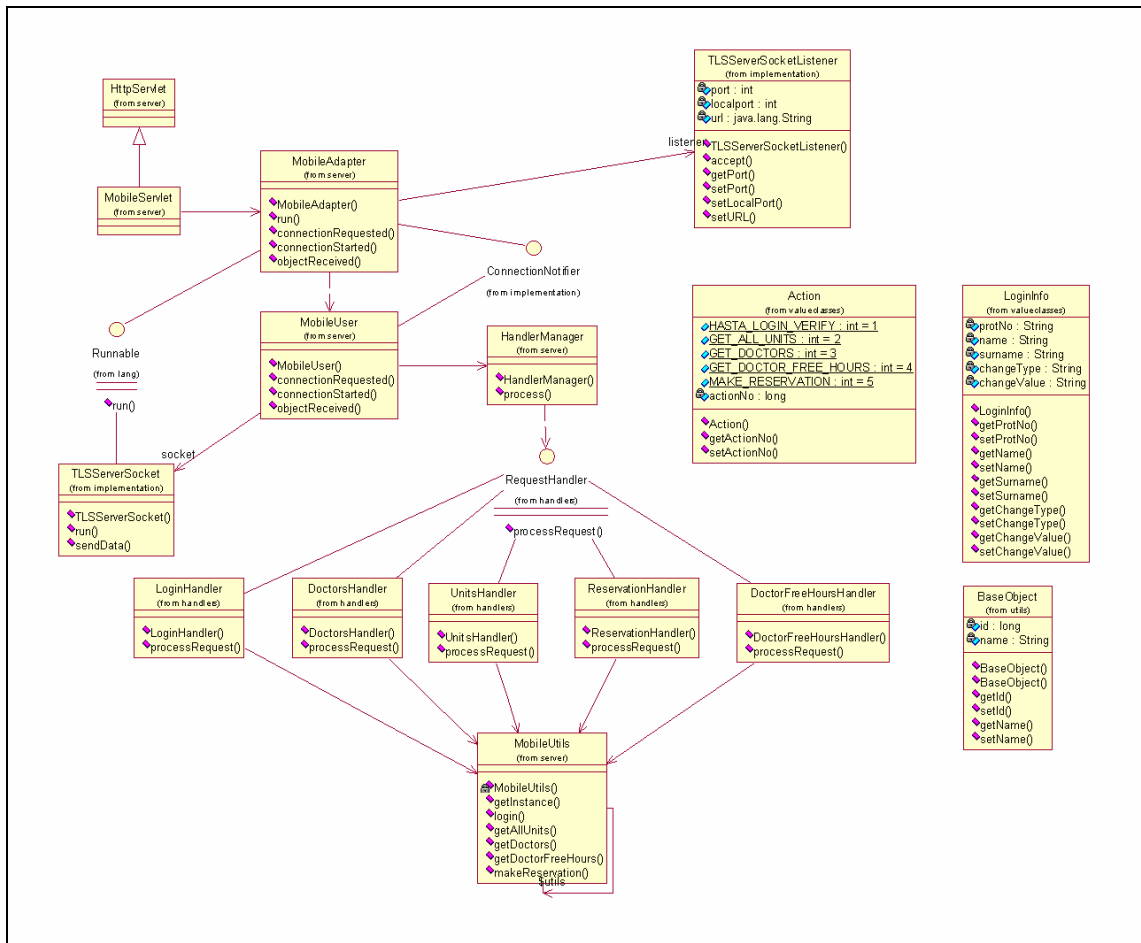 HttpServlet
(from server)
MobileServlet
(from server)
MobileAdapter
(from server)
MobileAdapter()
run()
connectionRequested()
connectionStarted()
objectReceived()
listener
TLSServerSocketListener
(from implementation)
port : int
localport : int
url : java.lang.String
TLSServerSocketListener()
accept()
getPort()
setPort()
setLocalPort()
setURL()
ConnectionNotifier
(from implementation)
Runnable
(from lang)
run()
MobileUser
(from server)
MobileUser()
connectionRequested()
connectionStarted()
objectReceived()
HandlerManager
(from server)
HandlerManager()
process()
Action
(from valueclasses)
HASTA_LOGIN_VERIFY : int = 1
GET_ALL_UNITS : int = 2
GET_DOCTORS : int = 3
GET_DOCTOR_FREE_HOURS : int = 4
MAKE_RESERVATION : int = 5
actionNo : long
Action()
getActionNo()
setActionNo()
LoginInfo
(from valueclasses)
protNo : String
name : String
surname : String
changeType : String
changeValue : String
LoginInfo()
getProtNo()
setProtNo()
getName()
setName()
getSurname()
setSurname()
getChangeType()
setChangeType()
getChangeValue()
setChangeValue()
socket
TLSServerSocket
(from implementation)
TLSServerSocket()
run()
sendData()
RequestHandler
(from handlers)
processRequest()
LoginHandler
(from handlers)
LoginHandler()
processRequest()
DoctorsHandler
(from handlers)
DoctorsHandler()
processRequest()
UnitsHandler
(from handlers)
UnitsHandler()
processRequest()
ReservationHandler
(from handlers)
ReservationHandler()
processRequest()
DoctorFreeHoursHandler
(from handlers)
DoctorFreeHoursHandler()
processRequest()
BaseObject
(from utils)
id : long
name : String
BaseObject()
BaseObject()
getId()
setId()
getName()
setName()
MobileUtils
(from server)
MobileUtils()
getInstance()
login()
getAllUnits()
getDoctors()
getDoctorFreeHours()
makeReservation()
$utils